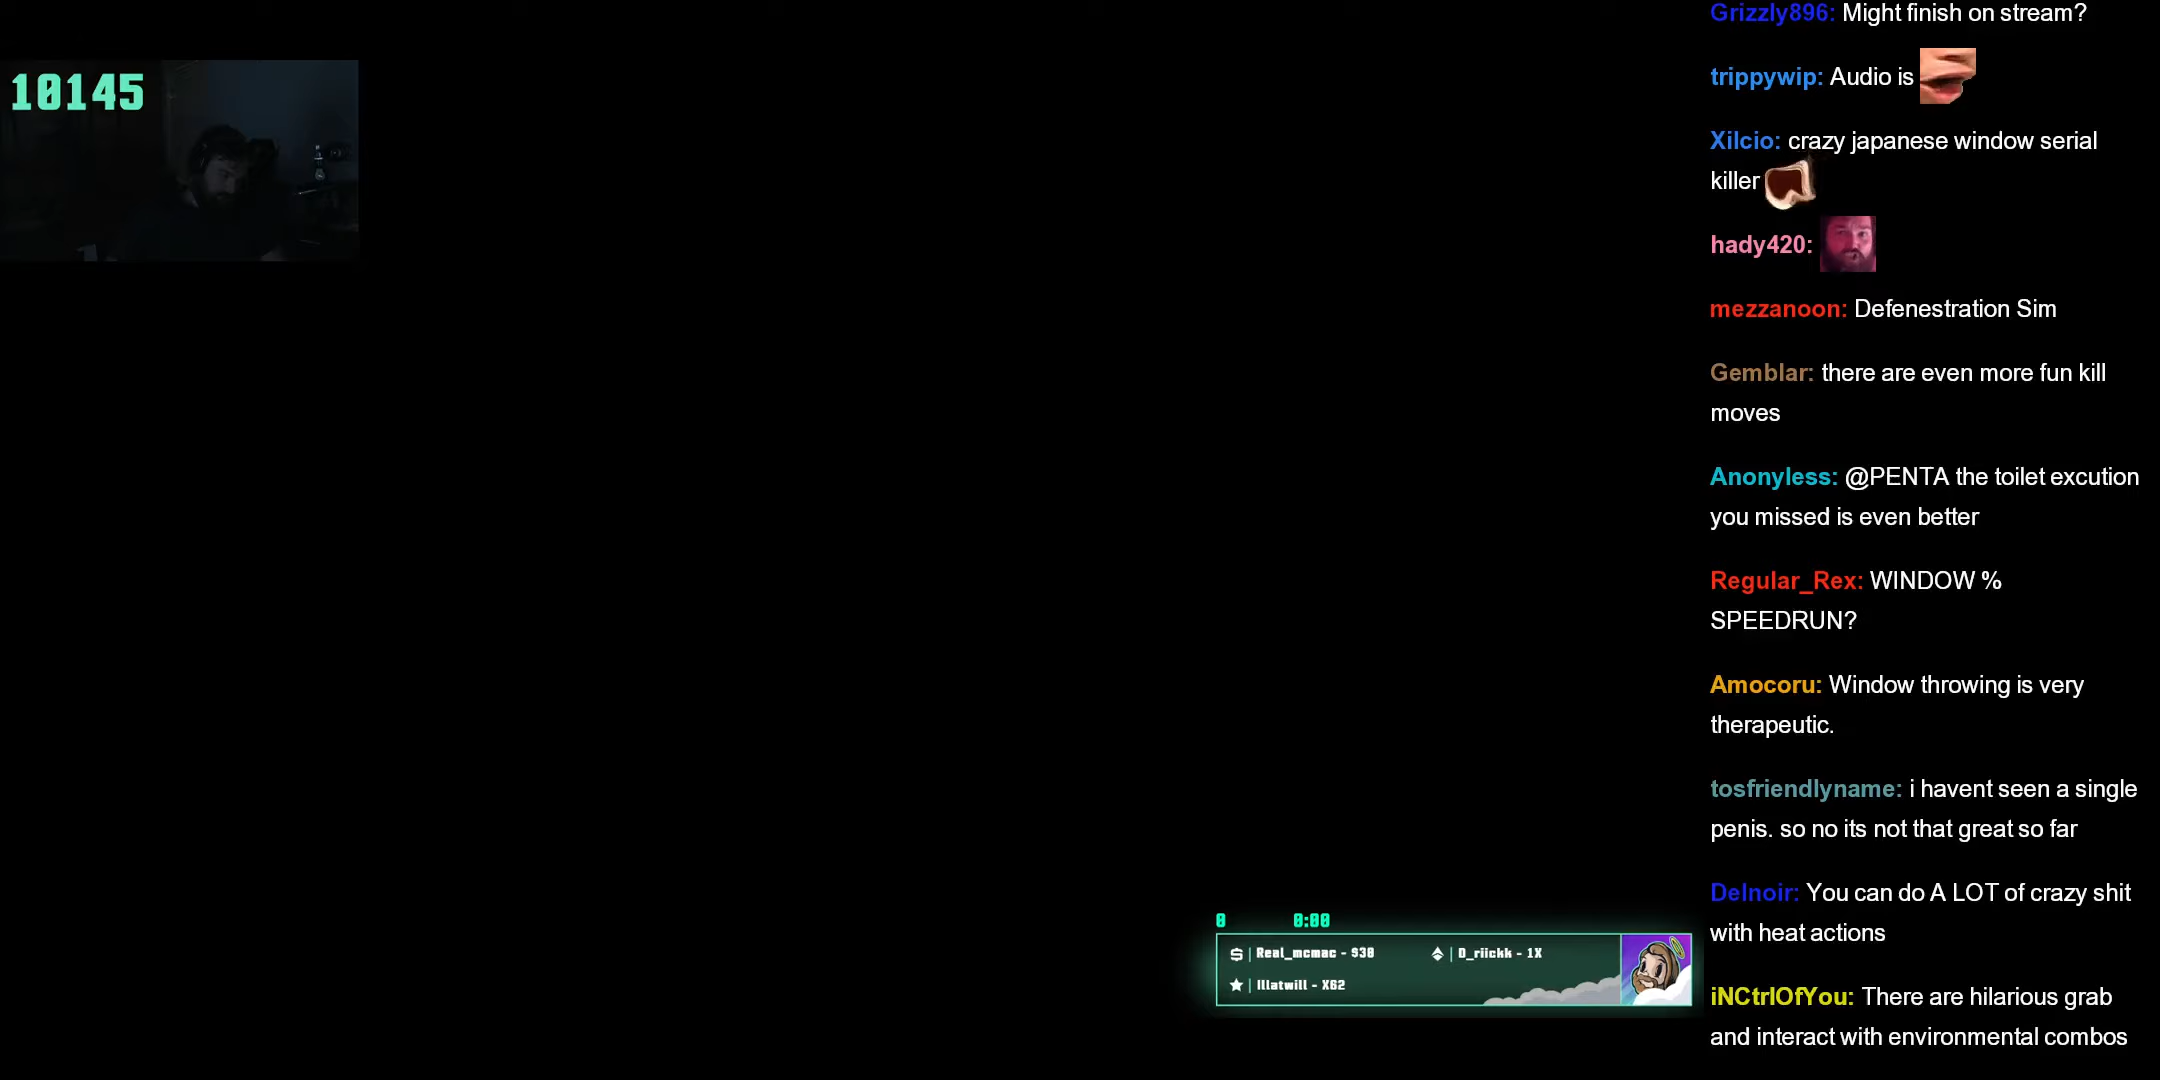 Grizzly896: Might finish on stream?
10145
trippywip: Audio is
Xilcio: crazy japanese window serial
killer
hady420:
mezzanoon: Defenestration Sim
Gemblar: there are even more fun kill
moves
Anonyless: @PENTA the toilet excution
you missed is even better
Regular_Rex: WINDOW %
SPEEDRUN?
Amocoru: Window throwing is very
therapeutic.
tosfriendlyname: i havent seen a single
penis. so no its not that great so far
Delnoir: You can do A LOT of crazy shit
with heat actions
iNCtrlOfYou: There are hilarious grab
and interact with environmental combos
0 0:00
$ | Real_mcmac - $30
| D_riickk - 1X
| Illatwill - X62